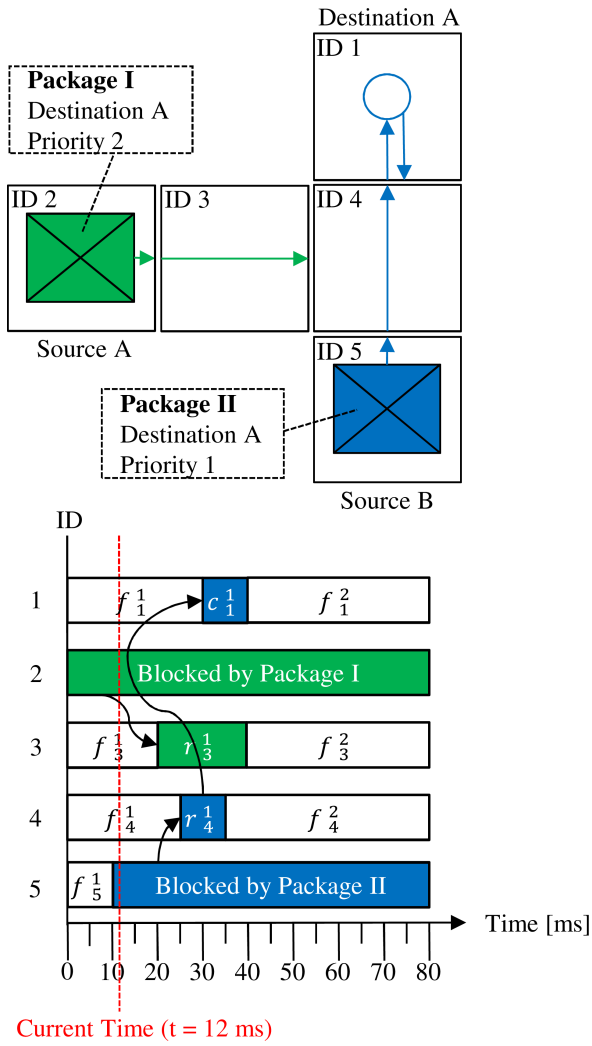 Destination A
ID 1
Package I
Destination A
Priority 2
ID 2
ID 3
ID 4
Source A
ID 5
Package II
Destination A
Priority 1
Source B
ID
1
f 1 1
c 1 1
f 2 1
2
Blocked by Package I
3
f 1 3
r 1 3
f 2 3
4
f 1 4
r 1 4
f 2 4
5
f 1 5
Blocked by Package II
Time [ms]
0 10 20 30 40 50 60 70 80
Current Time (t = 12 ms)